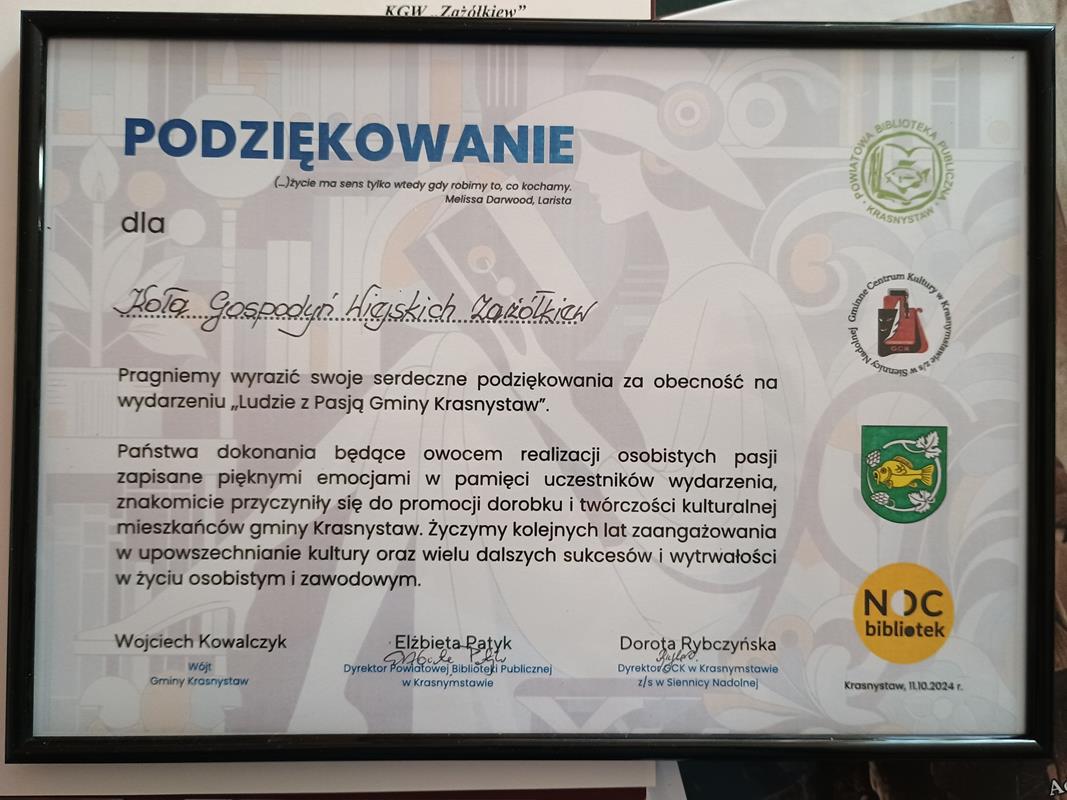 KGW „Zażółkiew”
PODZIĘKOWANIE
(...)życie ma sens tylko wtedy gdy robimy to, co kochamy.
Melissa Darwood, Larista
dla
Koła Gospodyń Wiejskich Zażółkiew
Pragniemy wyrazić swoje serdeczne podziękowania za obecność na
wydarzeniu „Ludzie z Pasją Gminy Krasnystaw”.
Państwa dokonania będące owocem realizacji osobistych pasji
zapisane pięknymi emocjami w pamięci uczestników wydarzenia,
znakomicie przyczyniły się do promocji dorobku i twórczości kulturalnej
mieszkańców gminy Krasnystaw. Życzymy kolejnych lat zaangażowania
w upowszechnianie kultury oraz wielu dalszych sukcesów i wytrwałości
w życiu osobistym i zawodowym.
Wojciech Kowalczyk
Wójt
Gminy Krasnystaw
Elżbieta Patyk
Dyrektor Powiatowej Biblioteki Publicznej
w Krasnymstawie
Dorota Rybczyńska
Dyrektor GCK w Krasnymstawie
z/s w Siennicy Nadolnej
POWIATOWA BIBLIOTEKA PUBLICZNA
KRASNYSTAW
Gminne Centrum Kultury w Krasnymstawie z/s w Siennicy Nadolnej
GCK
NOC
bibliotek
Krasnystaw, 11.10.2024 r.